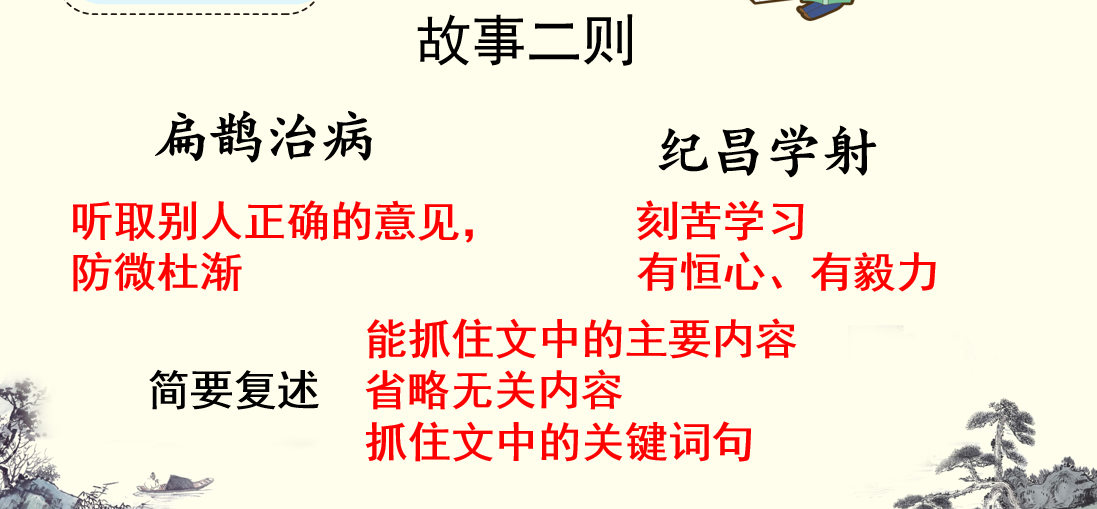 故事二则
扁鹊治病
纪昌学射
听取别人正确的意见，
防微杜渐
刻苦学习
有恒心、有毅力
能抓住文中的主要内容
简要复述
省略无关内容
抓住文中的关键词句